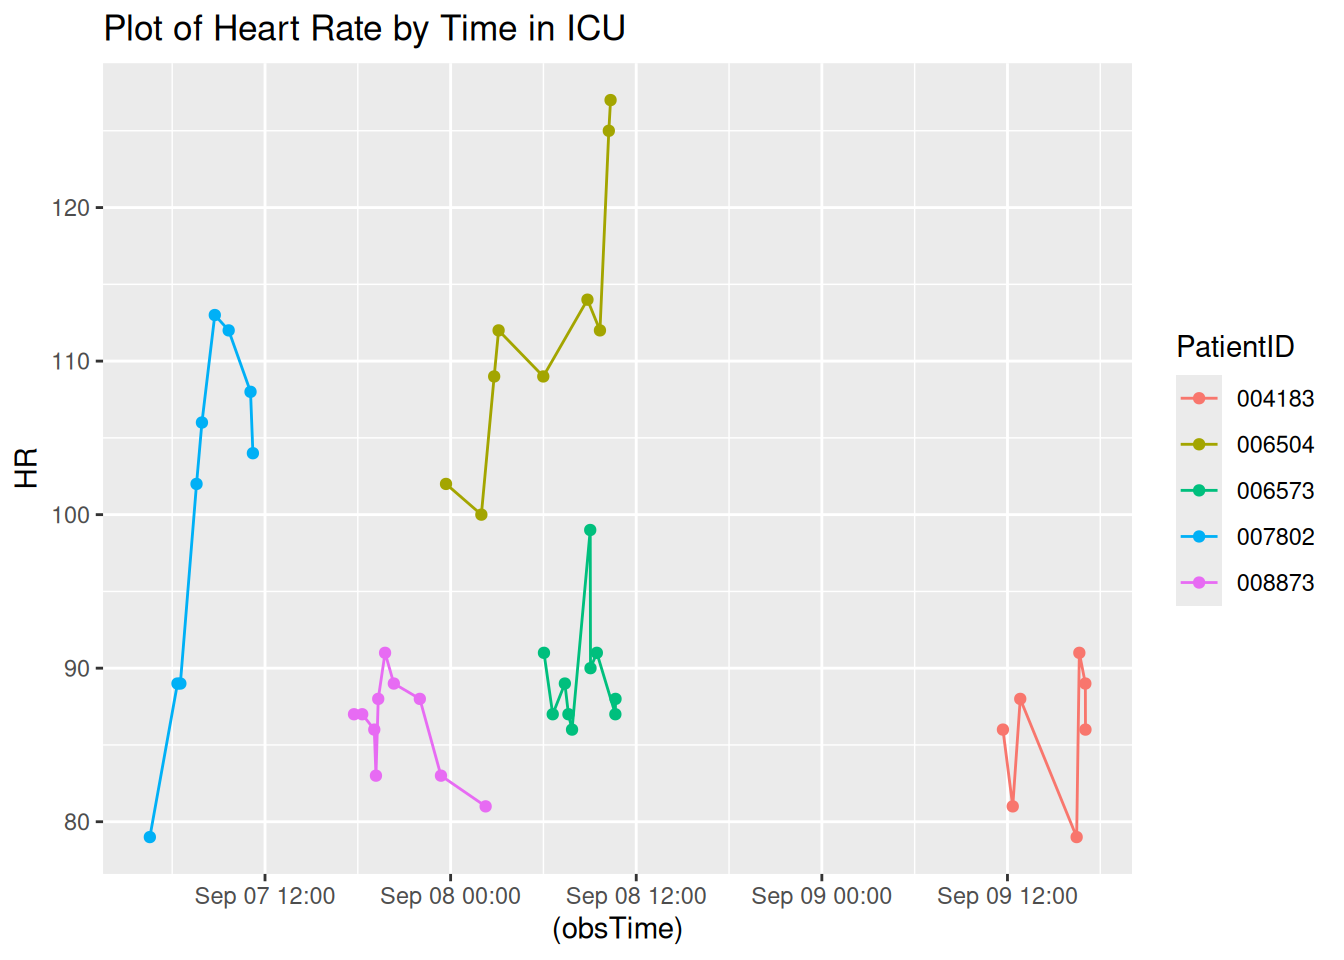 Plot of Heart Rate by Time in ICU
HR
120
110
100
90
80
Sep 07 12:00 Sep 08 00:00 Sep 08 12:00 Sep 09 00:00 Sep 09 12:00
(obsTime)
PatientID
004183
006504
006573
007802
008873